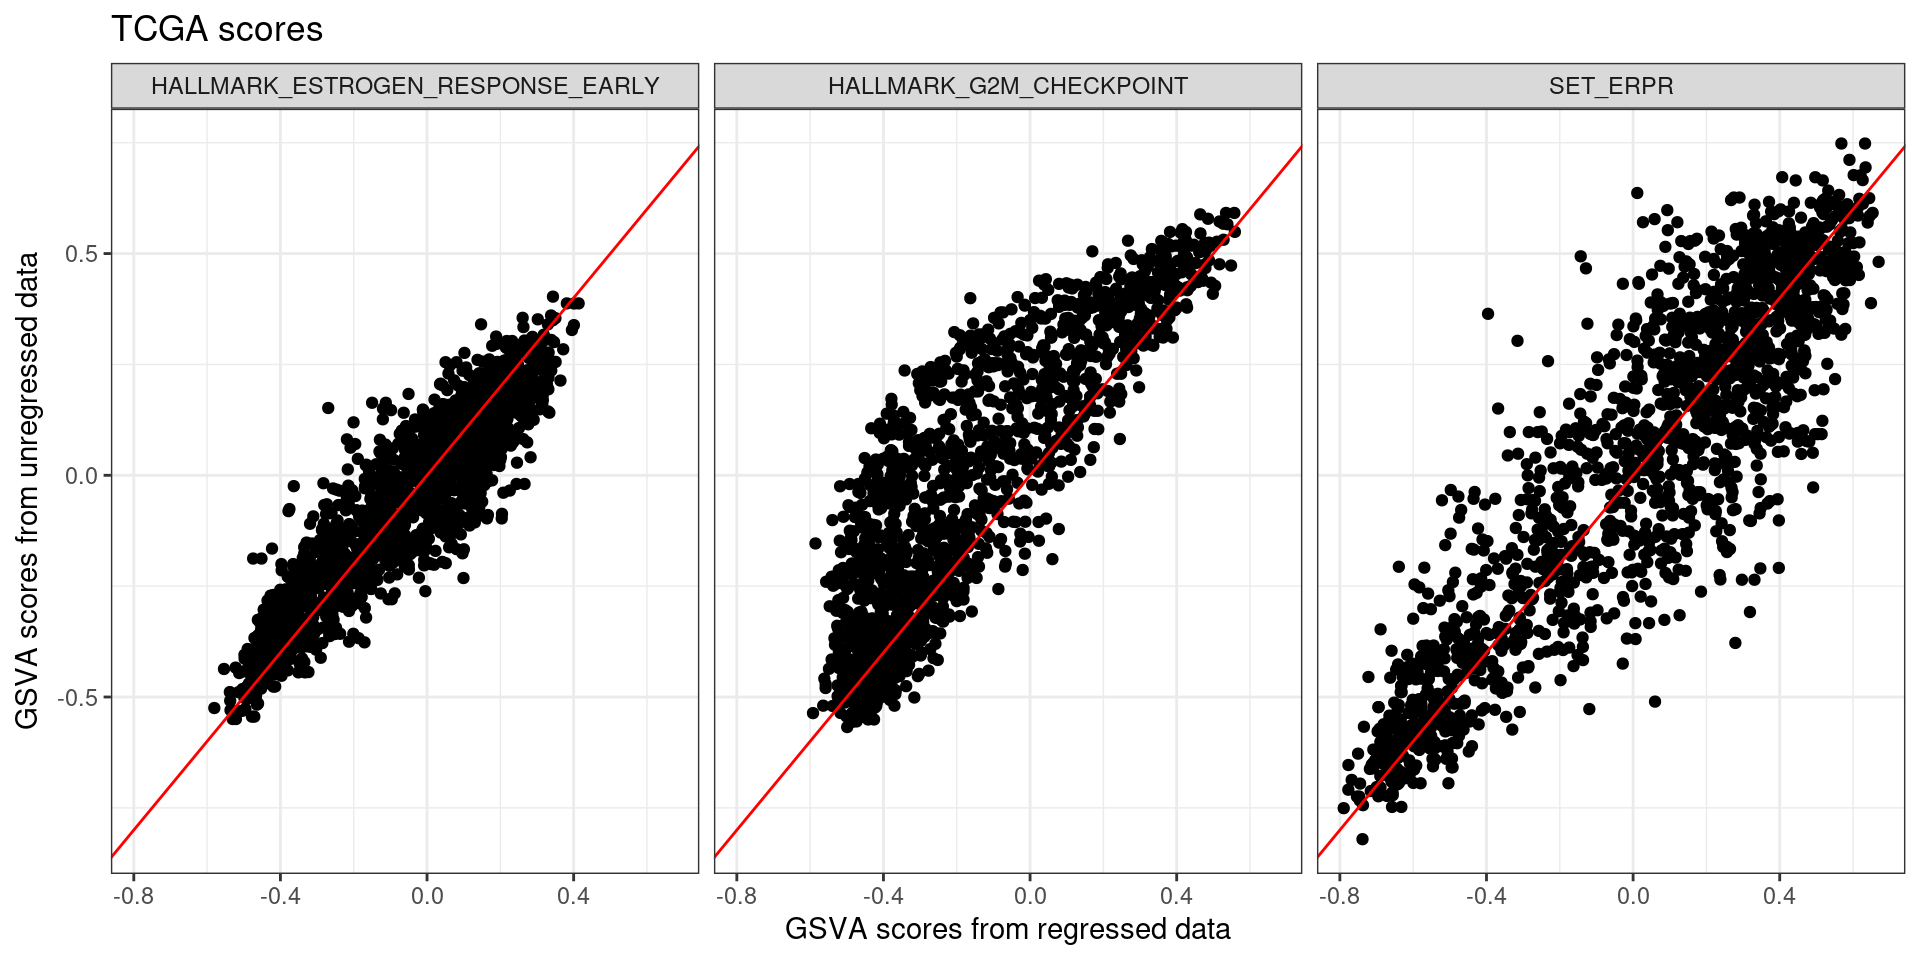 TCGA scores
HALLMARK_ESTROGEN_RESPONSE_EARLY
HALLMARK_G2M_CHECKPOINT
SET_ERPR
GSVA scores from unregressed data
0.5
0.0
-0.5
-0.8 -0.4 0.0 0.4
-0.8 -0.4 0.0 0.4
-0.8 -0.4 0.0 0.4
GSVA scores from regressed data